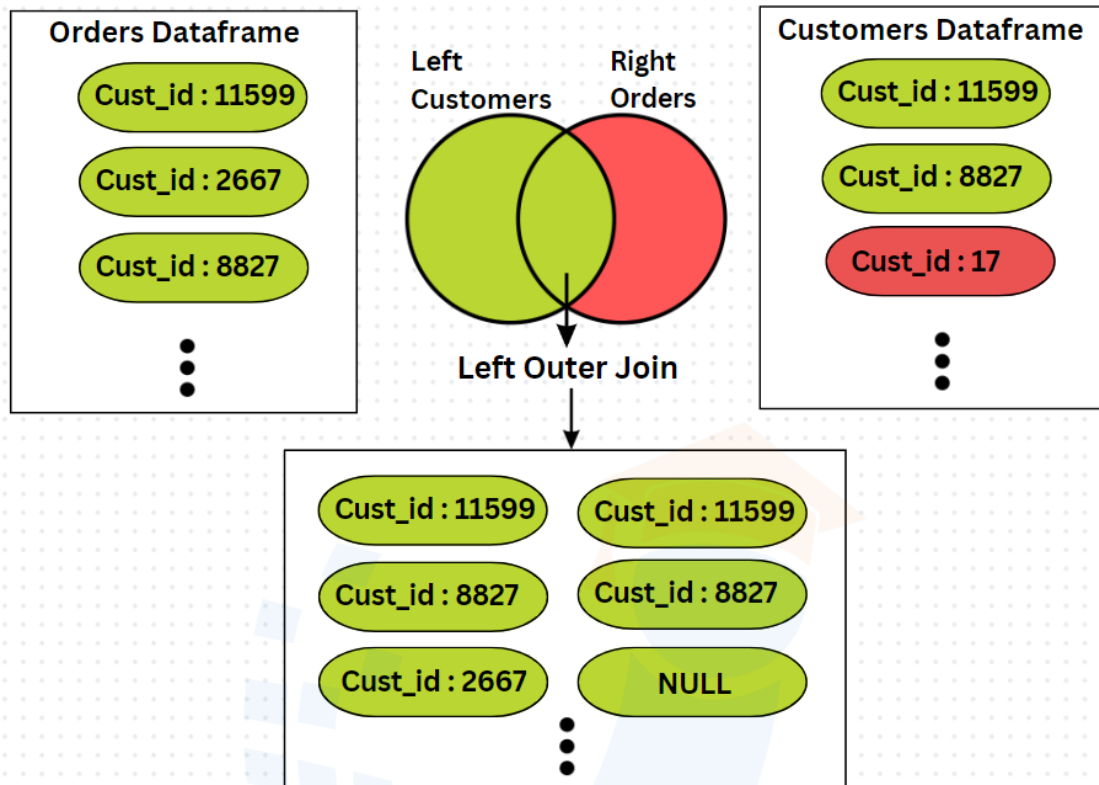 Orders Dataframe
Cust_id : 11599
Cust_id : 2667
Cust_id : 8827
Left
Customers
Right
Orders
Left Outer Join
Customers Dataframe
Cust_id : 11599
Cust_id : 8827
Cust_id : 17
Cust_id : 11599
Cust_id : 11599
Cust_id : 8827
Cust_id : 8827
Cust_id : 2667
NULL